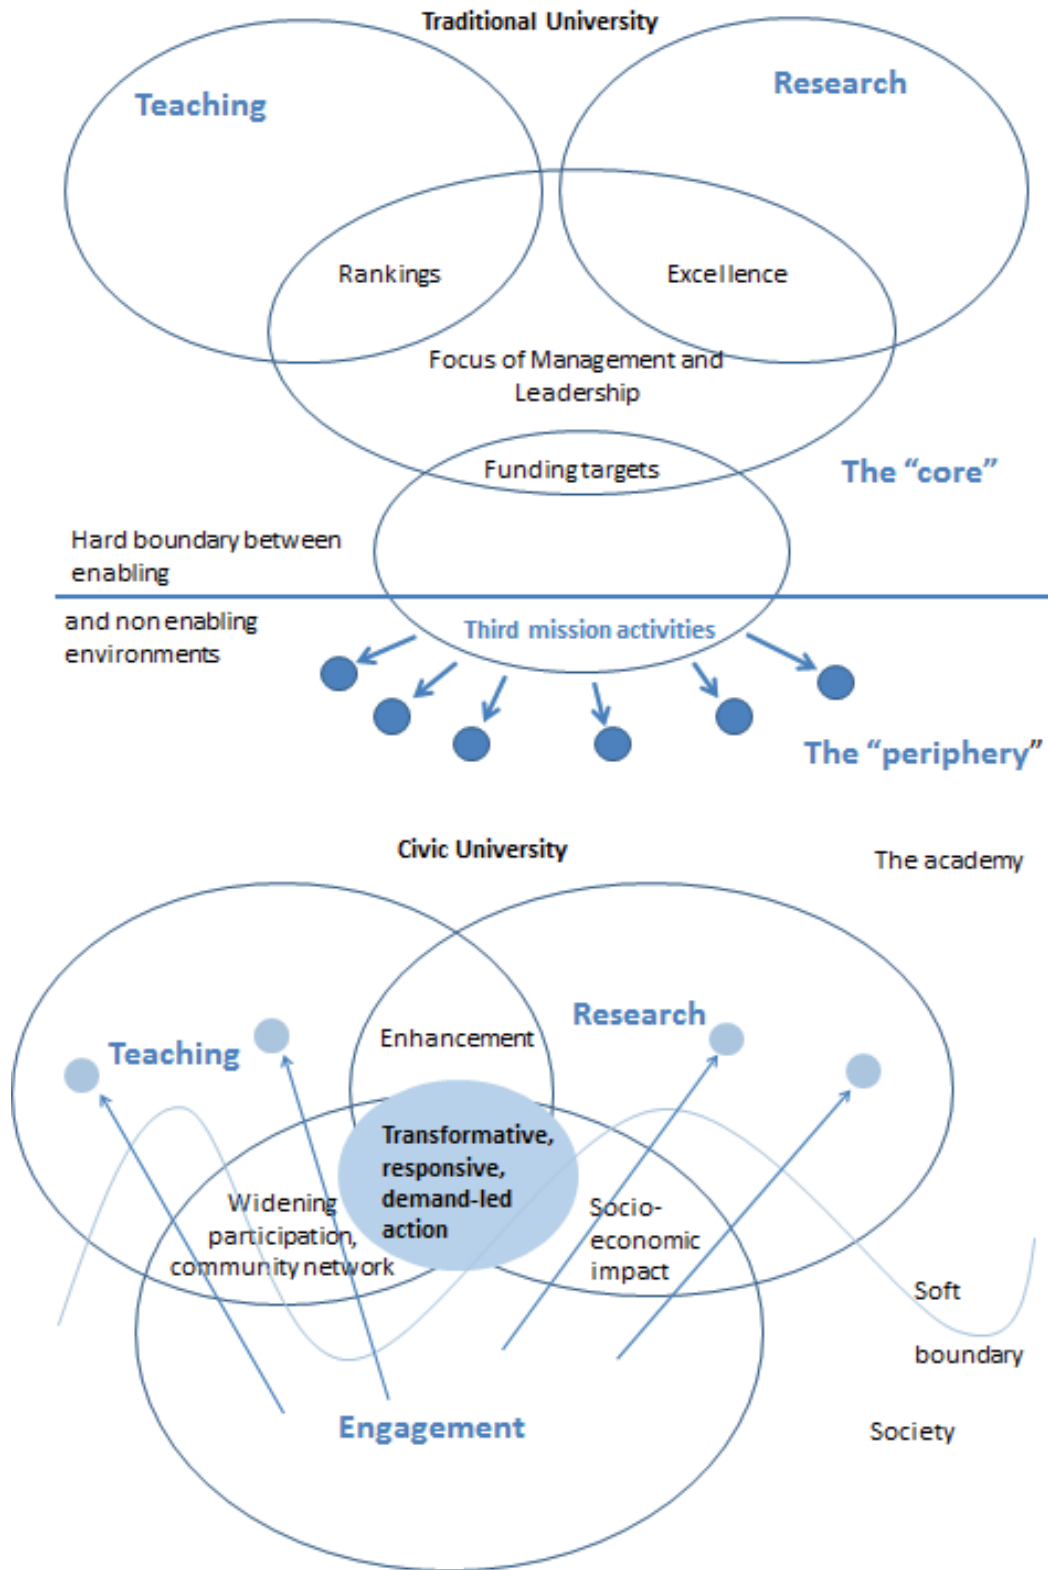 Traditional University
Teaching
Research
Rankings
Excellence
Focus of Management and
Leadership
Funding targets
The “core”
Hard boundary between
enabling
and non enabling
environments
Third mission activities
The “periphery”
Civic University
The academy
Teaching
Enhancement
Research
Transformative,
responsive,
demand-led
action
Widening
participation,
community network
Socio-
economic
impact
Soft
boundary
Engagement
Society